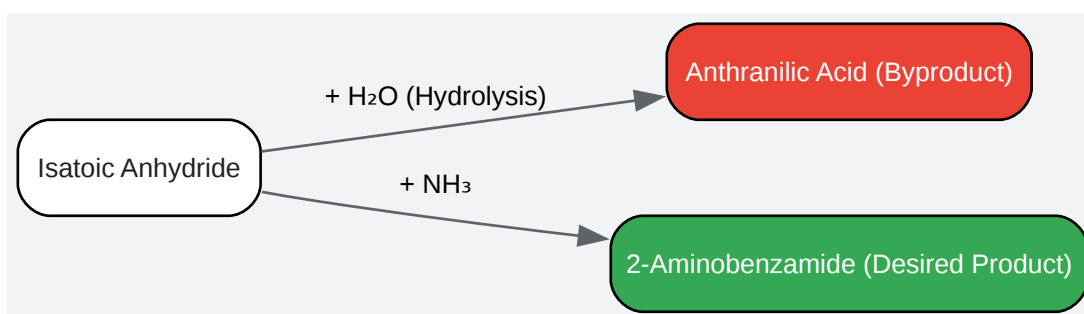 Anthranilic Acid (Byproduct)
+ H₂O (Hydrolysis)
Isatoic Anhydride
+ NH₃
2-Aminobenzamide (Desired Product)